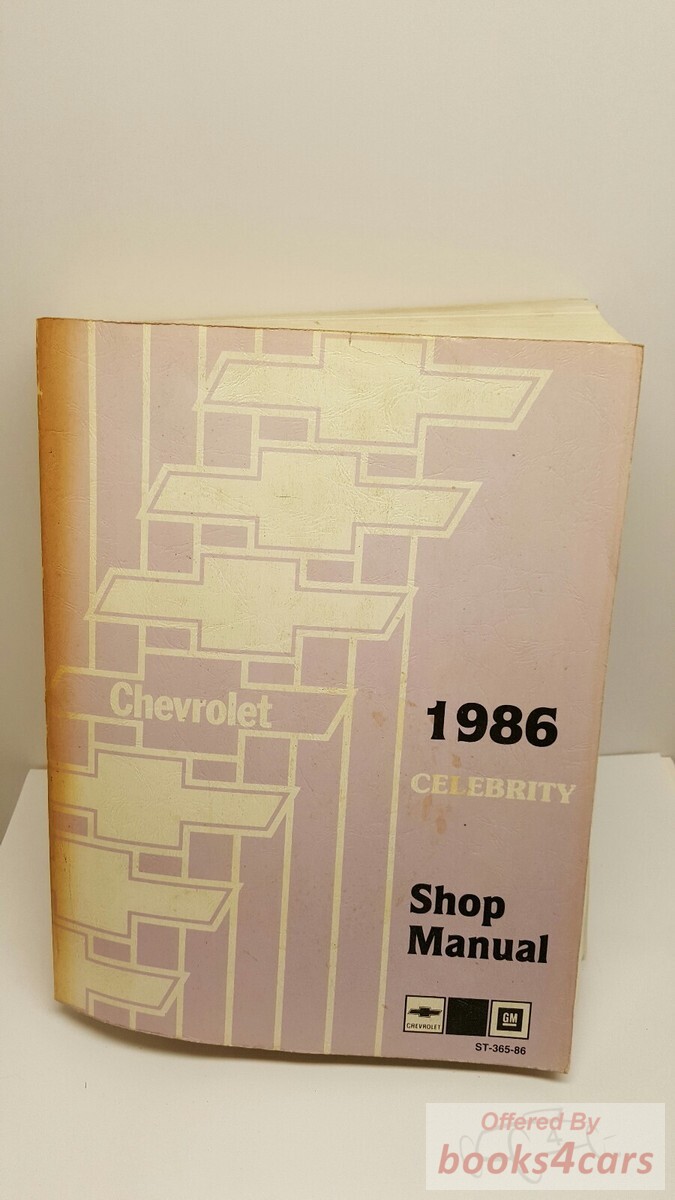 Chevrolet
1986
CELEBRITY
Shop
Manual
CHEVROLET
GM
ST-365-86
Offered By
books4cars